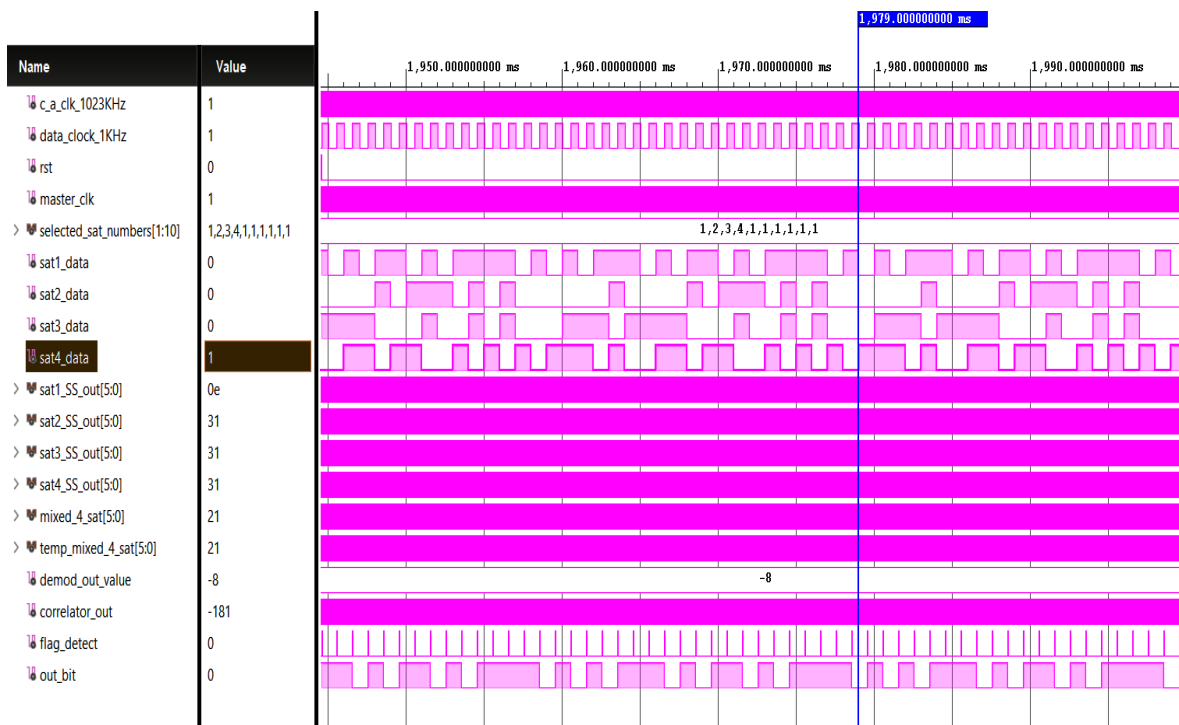 1,979.000000000 ms
Name Value 1,950.000000000 ms 1,960.000000000 ms 1,970.000000000 ms 1,980.000000000 ms 1,990.000000000 ms
c_a_clk_1023KHz 1
data_clock_1KHz 1
rst 0
master_clk 1
selected_sat_numbers[1:10] 1,2,3,4,1,1,1,1,1,1 1,2,3,4,1,1,1,1,1,1
sat1_data 0
sat2_data 0
sat3_data 0
sat4_data 1
sat1_SS_out[5:0] 0e
sat2_SS_out[5:0] 31
sat3_SS_out[5:0] 31
sat4_SS_out[5:0] 31
mixed_4_sat[5:0] 21
temp_mixed_4_sat[5:0] 21
demod_out_value -8 -8
correlator_out -181
flag_detect 0
out_bit 0